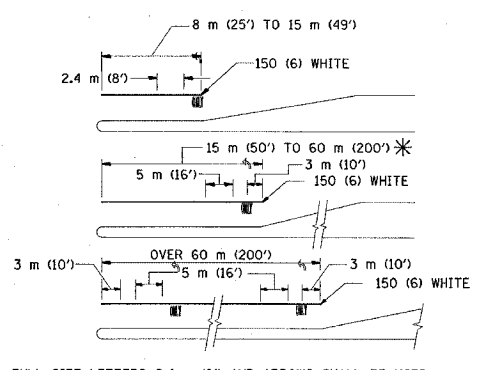 8 m (25') TO 15 m (49')
2.4 m (8')
150 (6) WHITE
15 m (50') TO 60 m (200') *
5 m (16')
3 m (10')
150 (6) WHITE
OVER 60 m (200')
3 m (10')
5 m (16')
3 m (10')
150 (6) WHITE